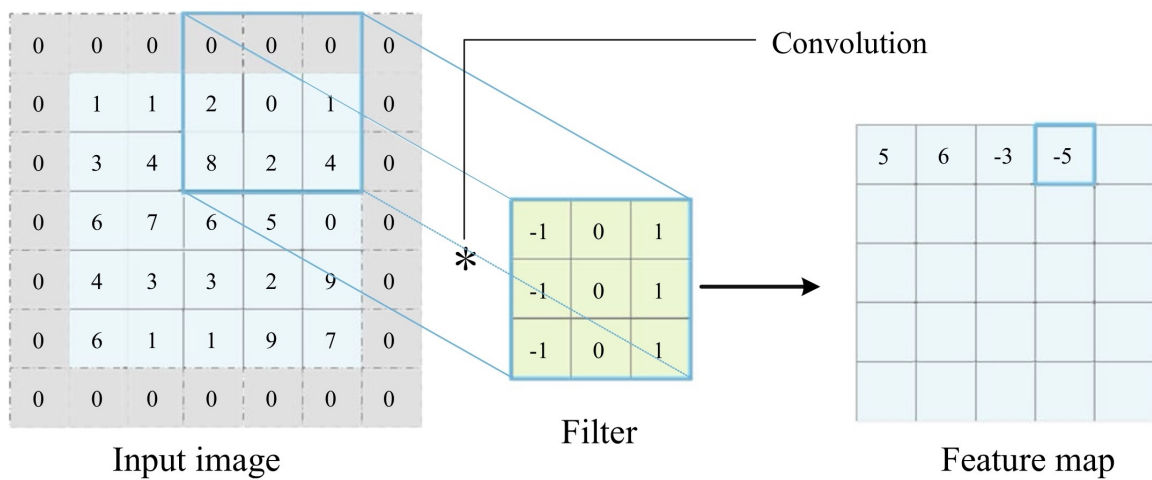 Convolution
0 0 0 0 0 0 0
0 1 1 2 0 1 0
0 3 4 8 2 4 0
0 6 7 6 5 0 0
0 4 3 3 2 9 0
0 6 1 1 9 7 0
0 0 0 0 0 0 0
Input image
*
-1 0 1
-1 0 1
-1 0 1
Filter
5 6 -3 -5
Feature map